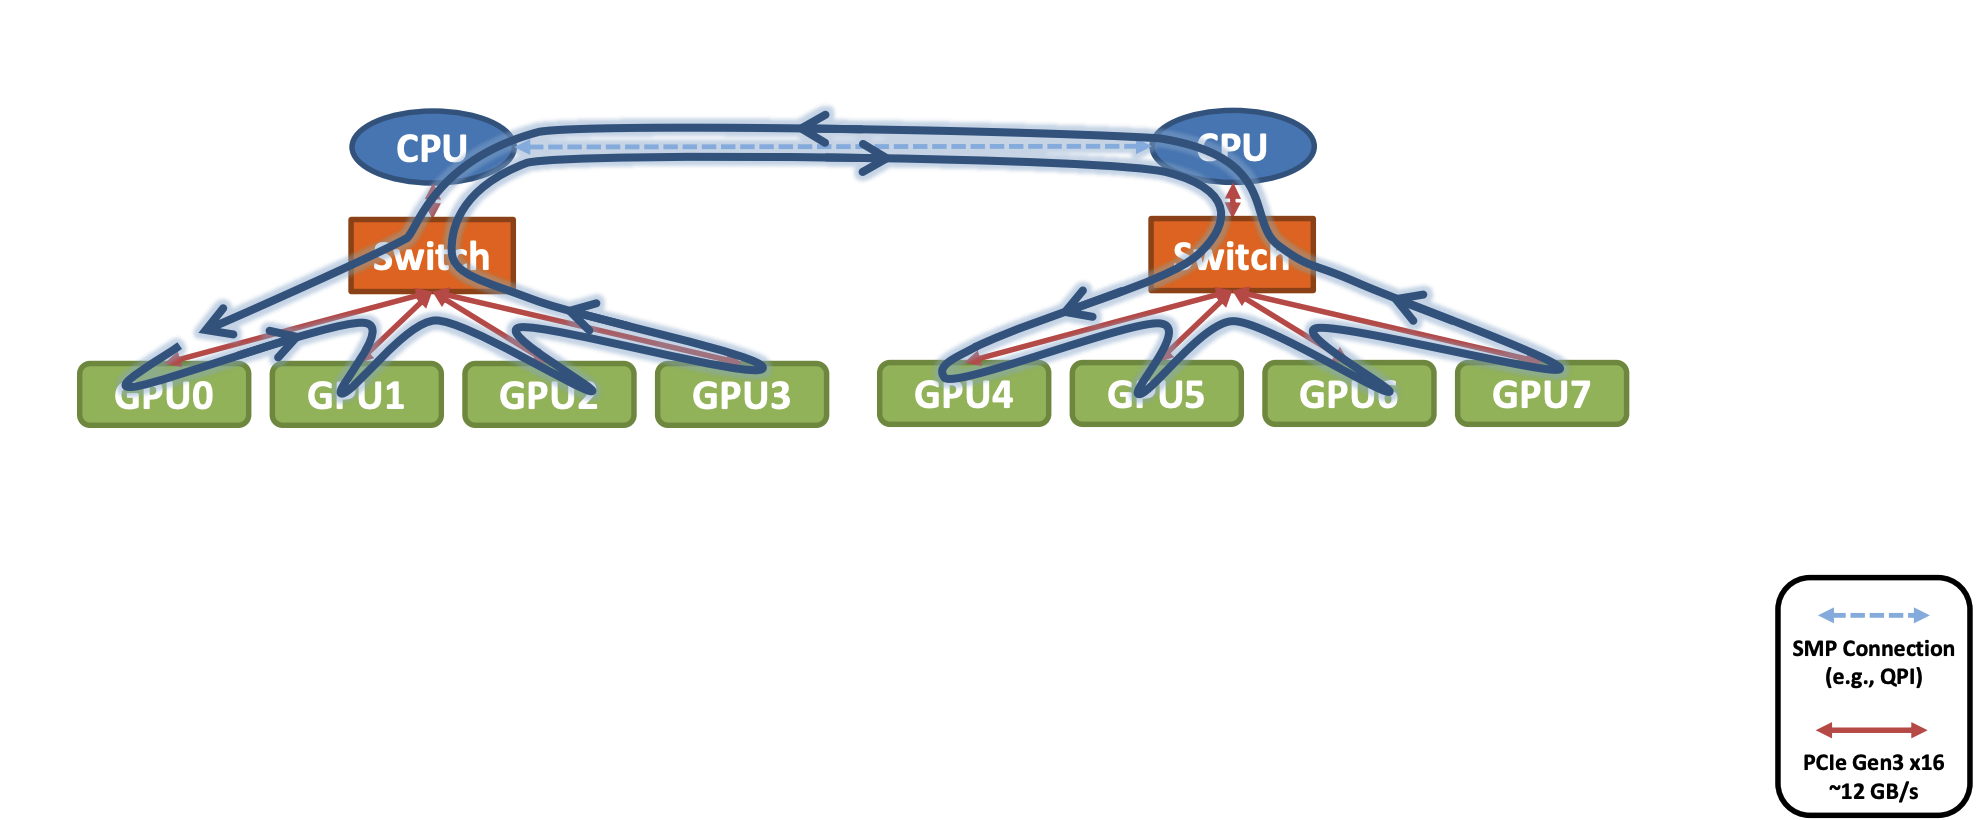 CPU
CPU
Switch
Switch
GPU0
GPU1
GPU2
GPU3
GPU4
GPU5
GPU6
GPU7
SMP Connection
(e.g., QPI)
PCIe Gen3 x16
~12 GB/s